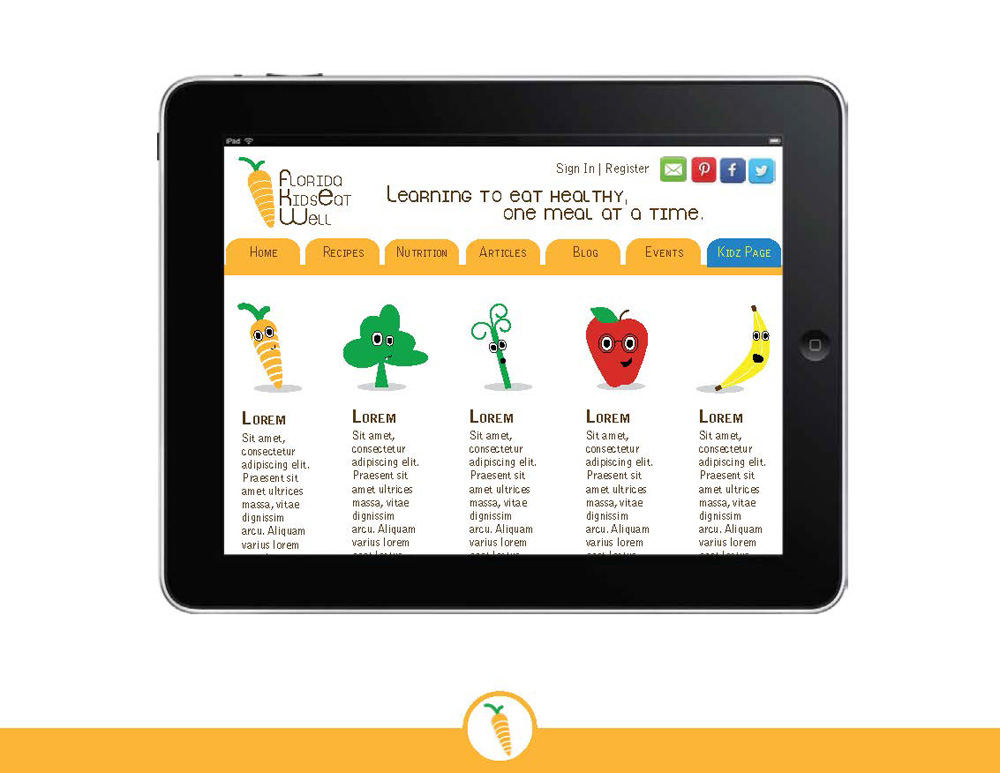 iPad
Sign In | Register
Florida
KidsEat
Well
Learning to eat healthy,
one meal at a time.
Home
Recipes
Nutrition
Articles
Blog
Events
Kidz Page
Lorem
Sit amet,
consectetur
adipiscing elit.
Praesent sit
amet ultrices
massa, vitae
dignissim
arcu. Aliquam
varius lorem
Lorem
Sit amet,
consectetur
adipiscing elit.
Praesent sit
amet ultrices
massa, vitae
dignissim
arcu. Aliquam
varius lorem
Lorem
Sit amet,
consectetur
adipiscing elit.
Praesent sit
amet ultrices
massa, vitae
dignissim
arcu. Aliquam
varius lorem
Lorem
Sit amet,
consectetur
adipiscing elit.
Praesent sit
amet ultrices
massa, vitae
dignissim
arcu. Aliquam
varius lorem
Lorem
Sit amet,
consectetur
adipiscing elit.
Praesent sit
amet ultrices
massa, vitae
dignissim
arcu. Aliquam
varius lorem